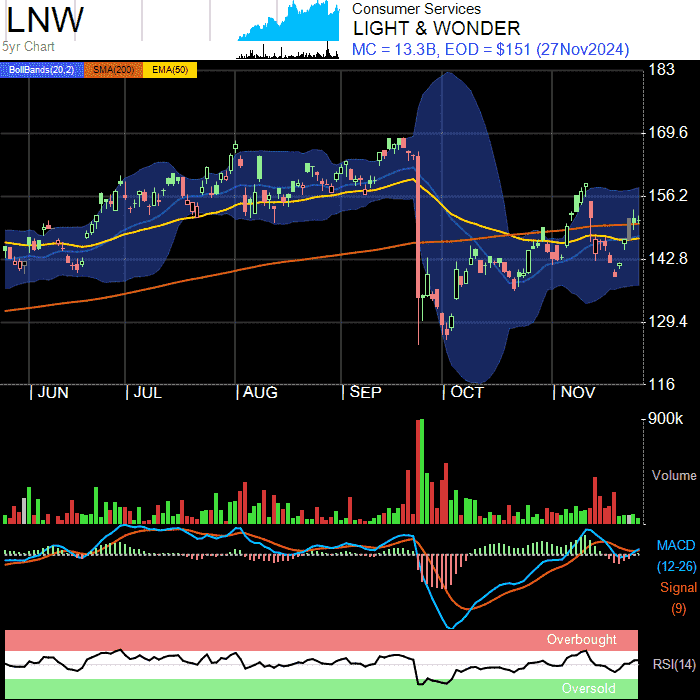 LNW
5yr Chart
Consumer Services
LIGHT & WONDER
MC = 13.3B, EOD = $151 (27Nov2024)
BollBands(20,2) SMA(200) EMA(50)
183
169.6
156.2
142.8
129.4
116
JUN JUL AUG SEP OCT NOV
900k
Volume
MACD
(12-26)
Signal
(9)
Overbought
RSI(14)
Oversold